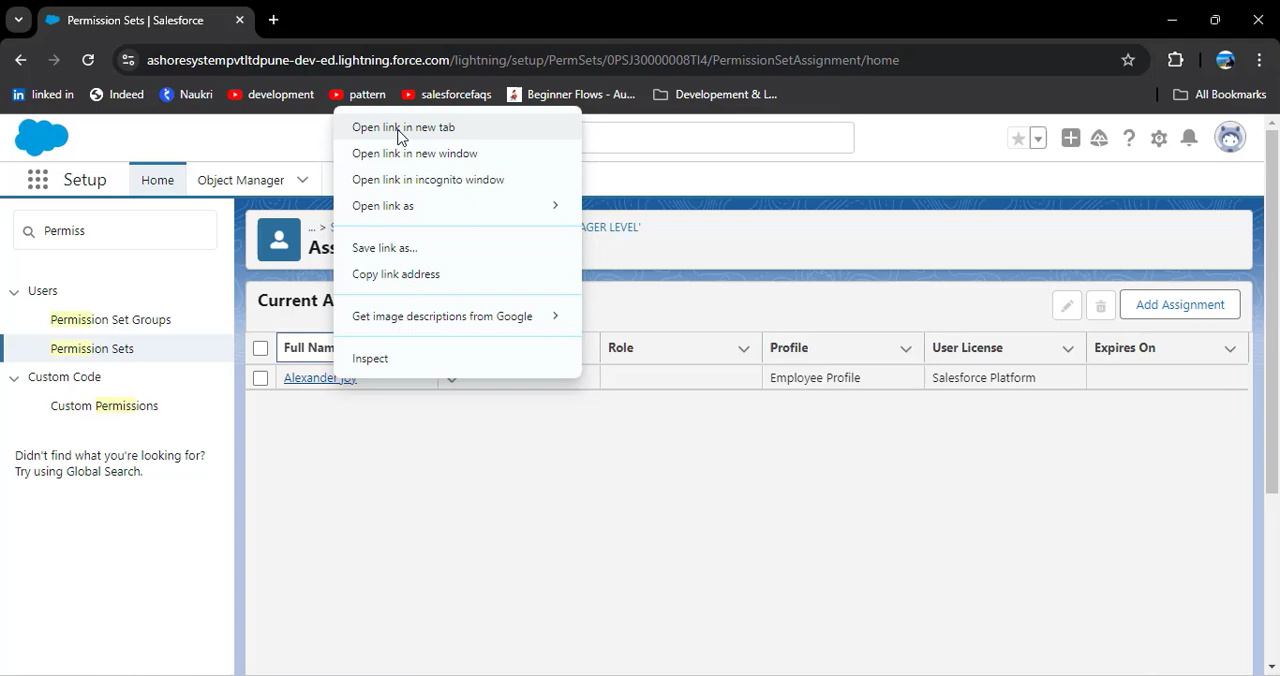 Permission Sets | Salesforce
ashoresystempvtltdpune-dev-ed.lightning.force.com/lightning/setup/PermSets/0PSJ30000008Tl4/PermissionSetAssignment/home
linked in Indeed Naukri development pattern salesforcefaqs Beginner Flows - Au... Developement & L... All Bookmarks
Open link in new tab
Open link in new window
Open link in incognito window
Open link as
Save link as...
Copy link address
Get image descriptions from Google
Inspect
Setup Home Object Manager
Permiss
Users
Permission Set Groups
Permission Sets
Custom Code
Custom Permissions
Didn't find what you're looking for?
Try using Global Search.
... > AGER LEVEL'
Ass
Current A
Add Assignment
Full Nam Role Profile User License Expires On
Alexander joy Employee Profile Salesforce Platform